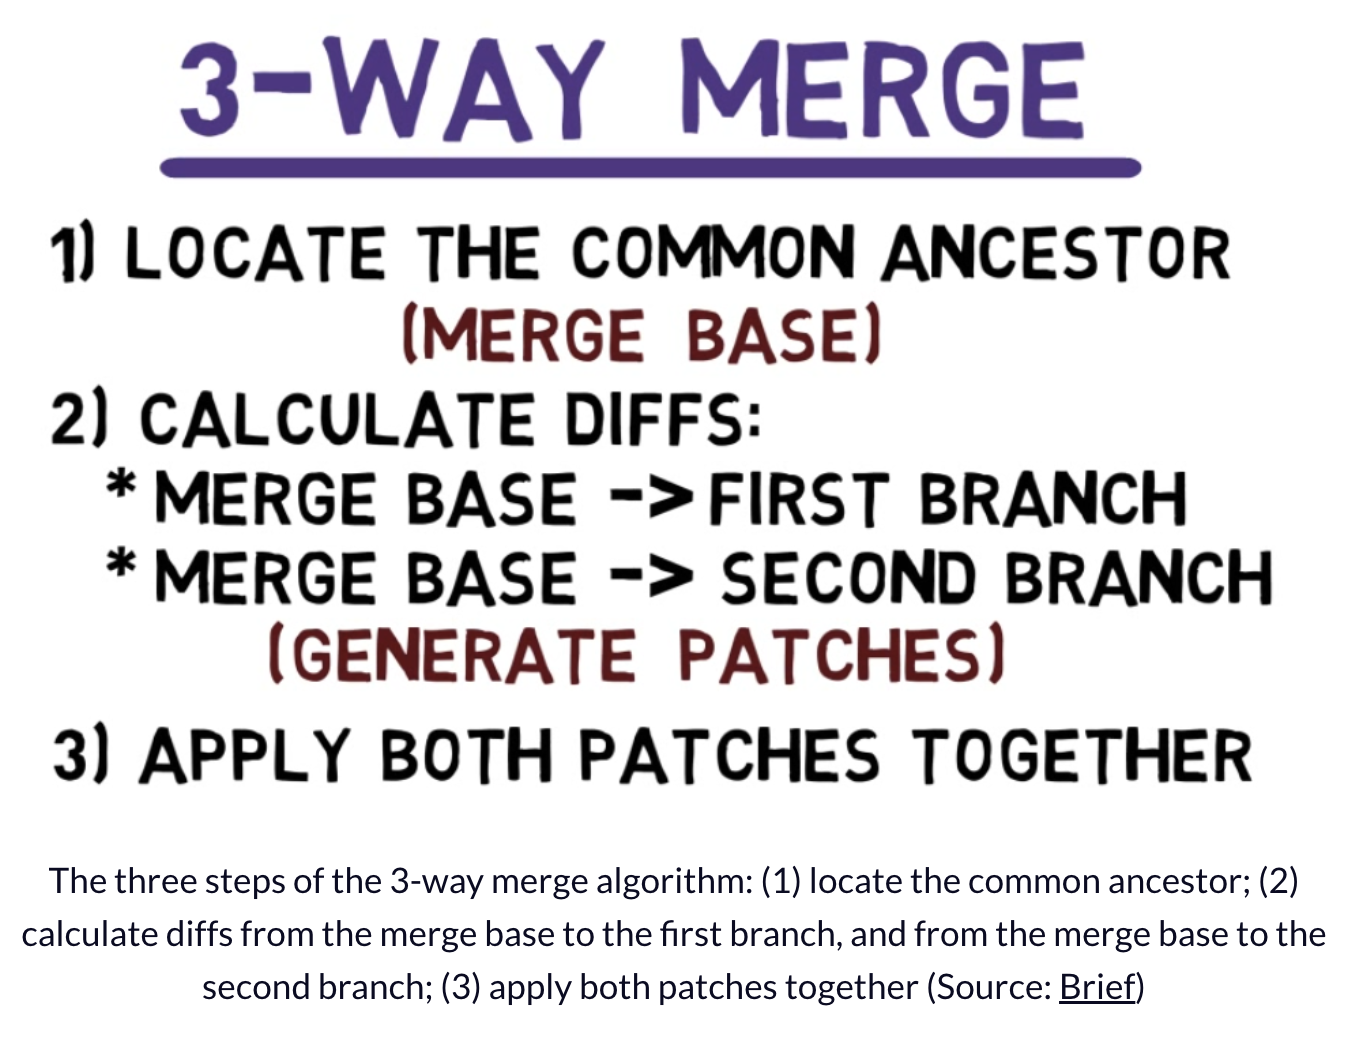 3-WAY MERGE
1) LOCATE THE COMMON ANCESTOR
(MERGE BASE)
2) CALCULATE DIFFS:
* MERGE BASE -> FIRST BRANCH
* MERGE BASE -> SECOND BRANCH
(GENERATE PATCHES)
3) APPLY BOTH PATCHES TOGETHER
The three steps of the 3-way merge algorithm: (1) locate the common ancestor; (2)
calculate diffs from the merge base to the first branch, and from the merge base to the
second branch; (3) apply both patches together (Source: Brief)